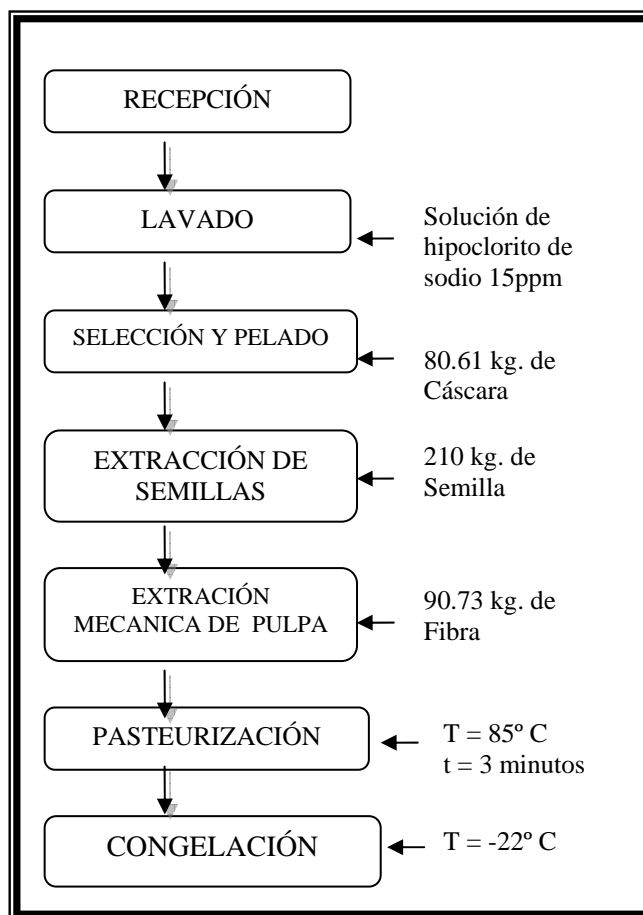 RECEPCIÓN
LAVADO
Solución de
hipoclorito de
sodio 15ppm
SELECCIÓN Y PELADO
80.61 kg. de
Cáscara
EXTRACCIÓN DE
SEMILLAS
210 kg. de
Semilla
EXTRACIÓN
MECANICA DE PULPA
90.73 kg. de
Fibra
PASTEURIZACIÓN
T = 85º C
t = 3 minutos
CONGELACIÓN
T = -22º C